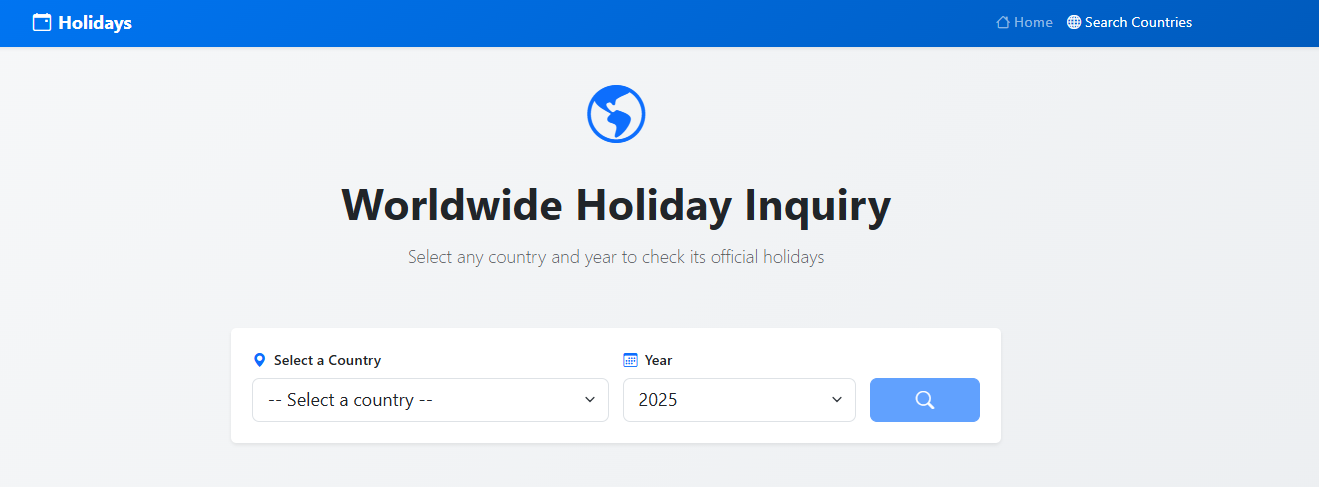 Holidays
Home
Search Countries
Worldwide Holiday Inquiry
Select any country and year to check its official holidays
Select a Country
Year
-- Select a country --
2025